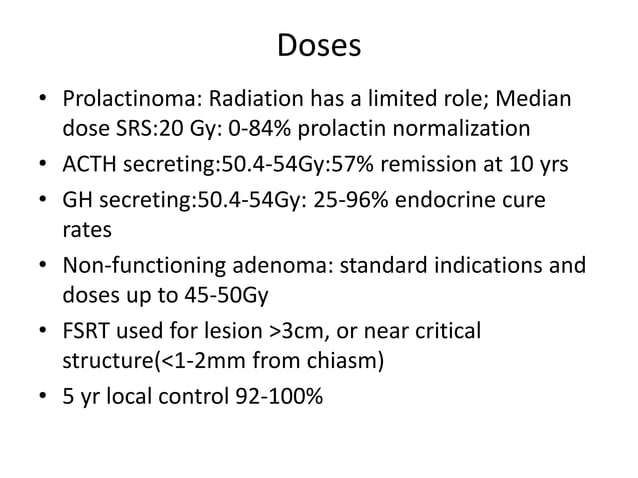 Doses
• Prolactinoma: Radiation has a limited role; Median
dose SRS:20 Gy: 0-84% prolactin normalization
• ACTH secreting:50.4-54Gy:57% remission at 10 yrs
• GH secreting:50.4-54Gy: 25-96% endocrine cure
rates
• Non-functioning adenoma: standard indications and
doses up to 45-50Gy
• FSRT used for lesion >3cm, or near critical
structure(<1-2mm from chiasm)
• 5 yr local control 92-100%